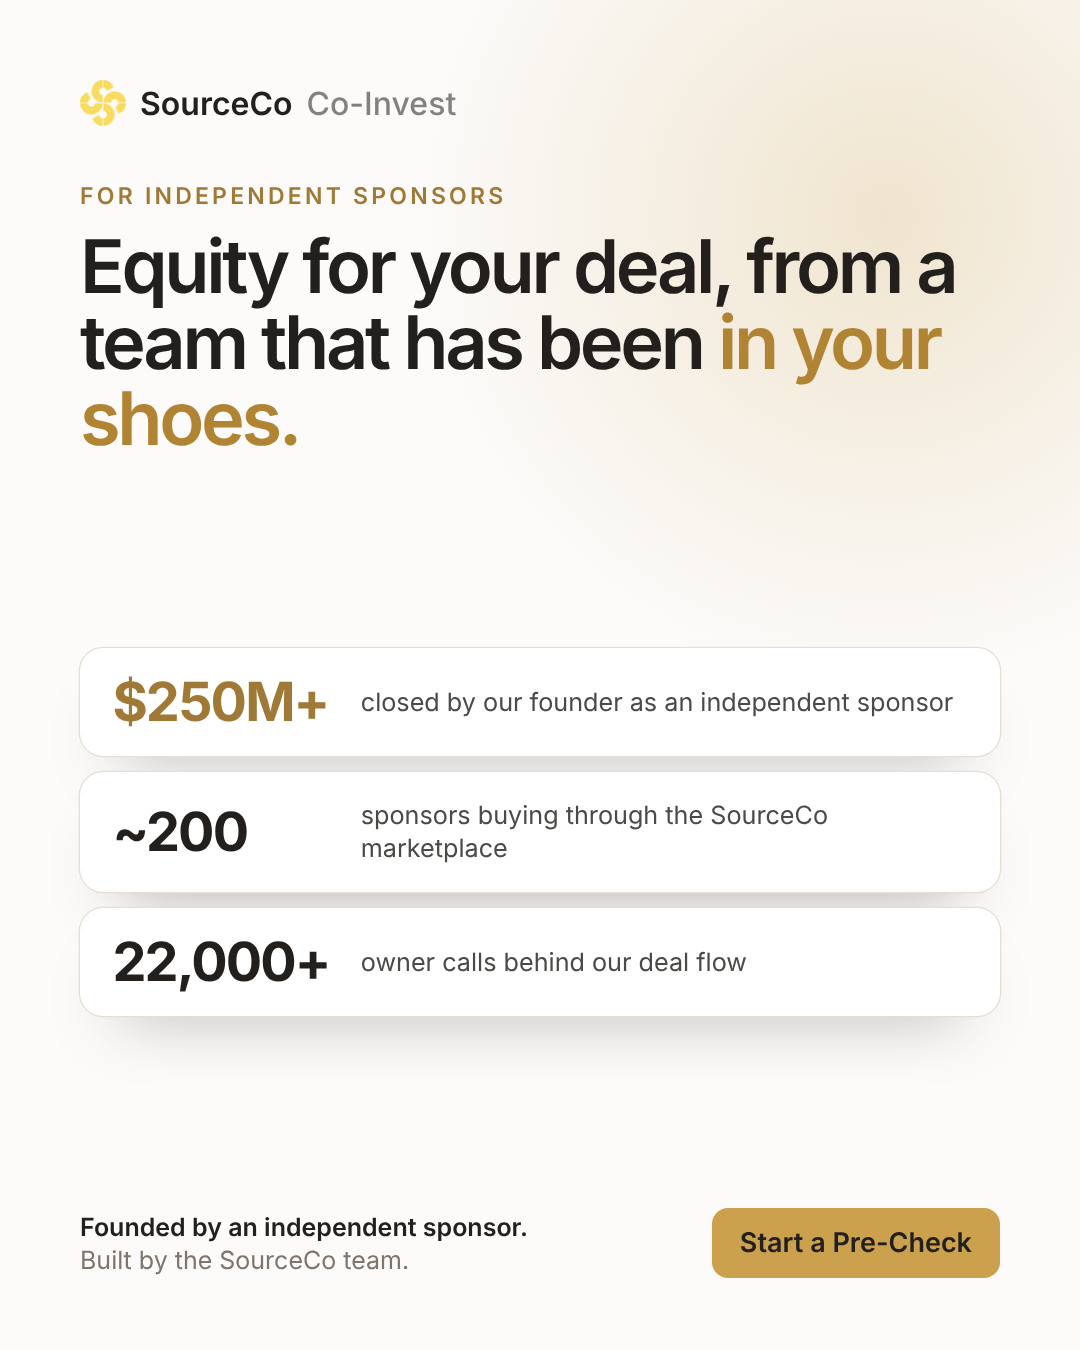 SourceCo Co-Invest
FOR INDEPENDENT SPONSORS
Equity for your deal, from a
team that has been in your
shoes.
$250M+ closed by our founder as an independent sponsor
~200 sponsors buying through the SourceCo
marketplace
22,000+ owner calls behind our deal flow
Founded by an independent sponsor.
Built by the SourceCo team.
Start a Pre-Check